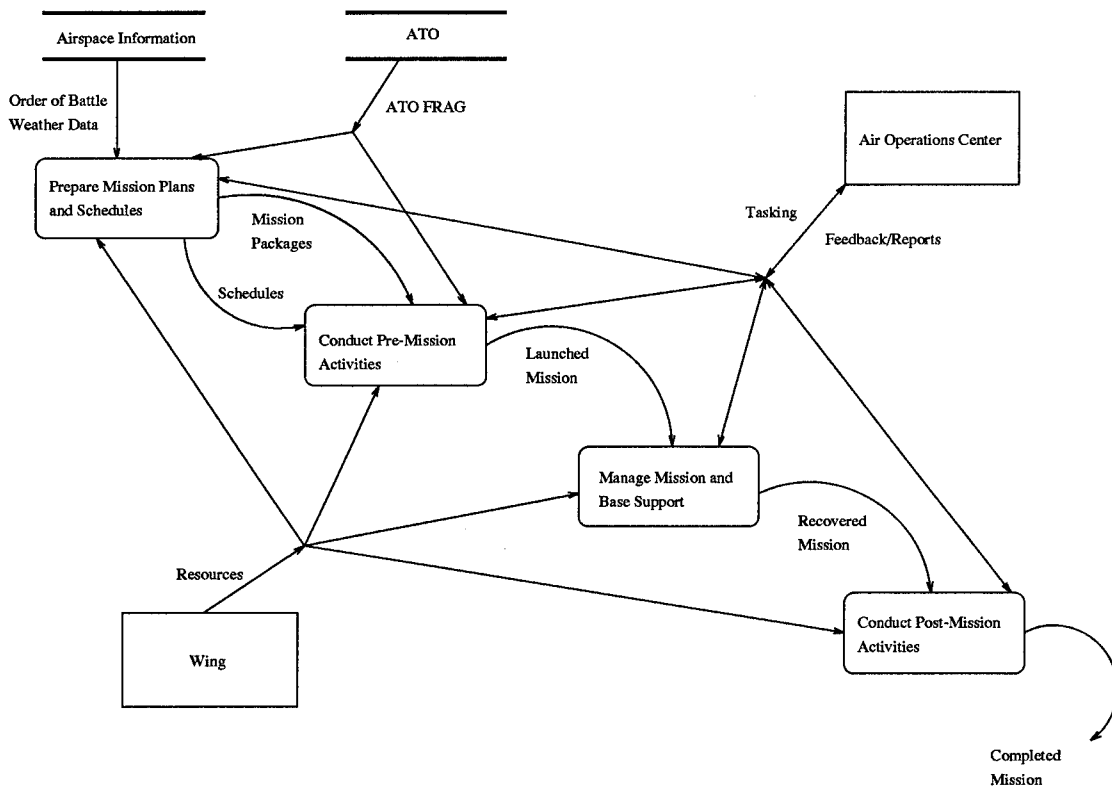 Airspace Information
ATO
Order of Battle
Weather Data
ATO FRAG
Air Operations Center
Prepare Mission Plans
and Schedules
Mission
Packages
Tasking
Feedback/Reports
Schedules
Conduct Pre-Mission
Activities
Launched
Mission
Manage Mission and
Base Support
Recovered
Mission
Resources
Wing
Conduct Post-Mission
Activities
Completed
Mission